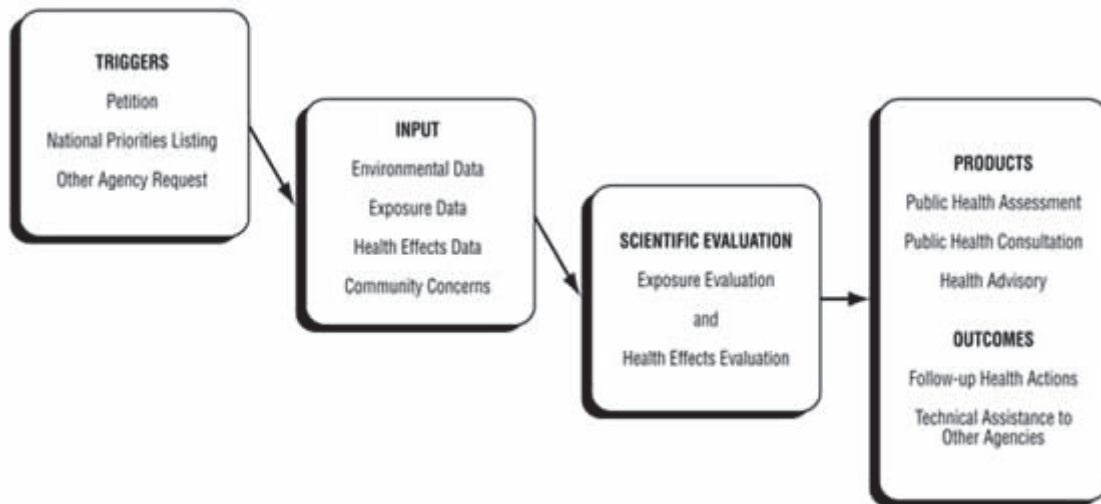 TRIGGERS
Petition
National Priorities Listing
Other Agency Request
INPUT
Environmental Data
Exposure Data
Health Effects Data
Community Concerns
SCIENTIFIC EVALUATION
Exposure Evaluation
and
Health Effects Evaluation
PRODUCTS
Public Health Assessment
Public Health Consultation
Health Advisory
OUTCOMES
Follow-up Health Actions
Technical Assistance to
Other Agencies